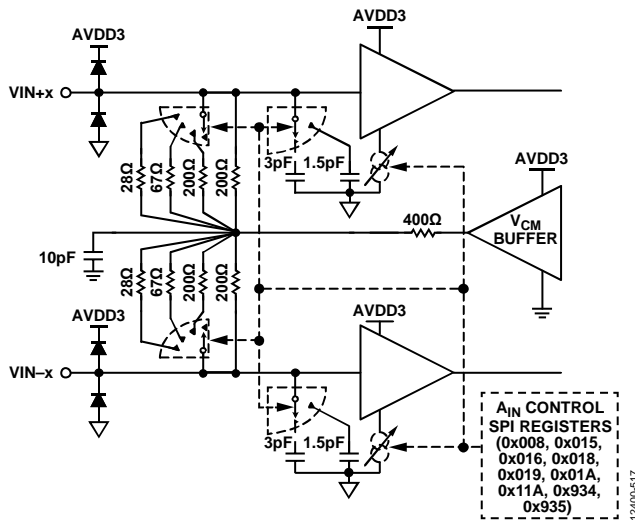 AVDD3
AVDD3
VIN+x
AVDD3
3pF 1.5pF
28Ω
67Ω
200Ω
200Ω
400Ω
VCM
BUFFER
10pF
28Ω
67Ω
200Ω
200Ω
AVDD3
AVDD3
VIN–x
3pF 1.5pF
AIN CONTROL
SPI REGISTERS
(0x008, 0x015,
0x016, 0x018,
0x019, 0x01A,
0x11A, 0x934,
0x935)
12400-517